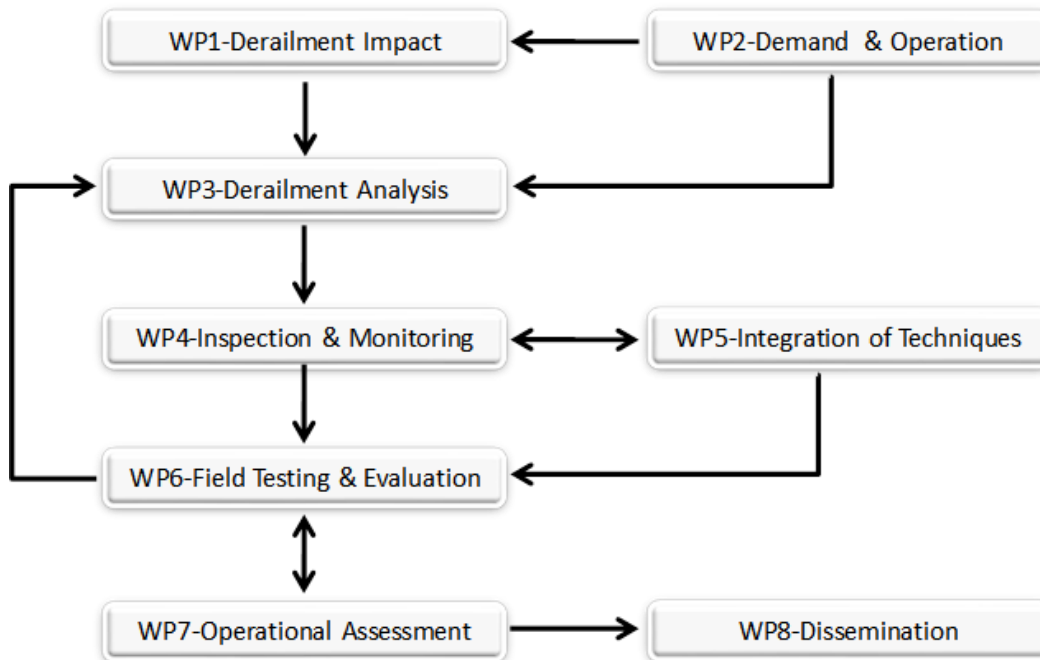 WP1-Derailment Impact
WP2-Demand & Operation
WP3-Derailment Analysis
WP4-Inspection & Monitoring
WP5-Integration of Techniques
WP6-Field Testing & Evaluation
WP7-Operational Assessment
WP8-Dissemination